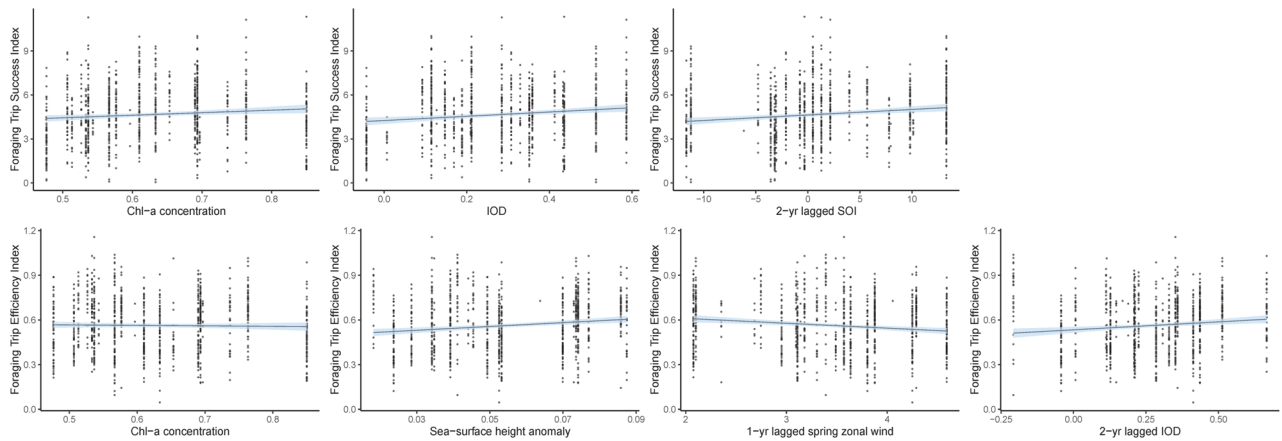 Foraging Trip Success Index
9
6
3
0
0.5 0.6 0.7 0.8
Chl−a concentration
Foraging Trip Success Index
9
6
3
0
0.0 0.2 0.4 0.6
IOD
Foraging Trip Success Index
9
6
3
0
−10 −5 0 5 10
2−yr lagged SOI
Foraging Trip Efficiency Index
1.2
0.9
0.6
0.3
0.0
0.5 0.6 0.7 0.8
Chl−a concentration
Foraging Trip Efficiency Index
1.2
0.9
0.6
0.3
0.0
0.03 0.05 0.07 0.09
Sea−surface height anomaly
Foraging Trip Efficiency Index
1.2
0.9
0.6
0.3
0.0
2 3 4
1−yr lagged spring zonal wind
Foraging Trip Efficiency Index
1.2
0.9
0.6
0.3
0.0
−0.25 0.00 0.25 0.50
2−yr lagged IOD